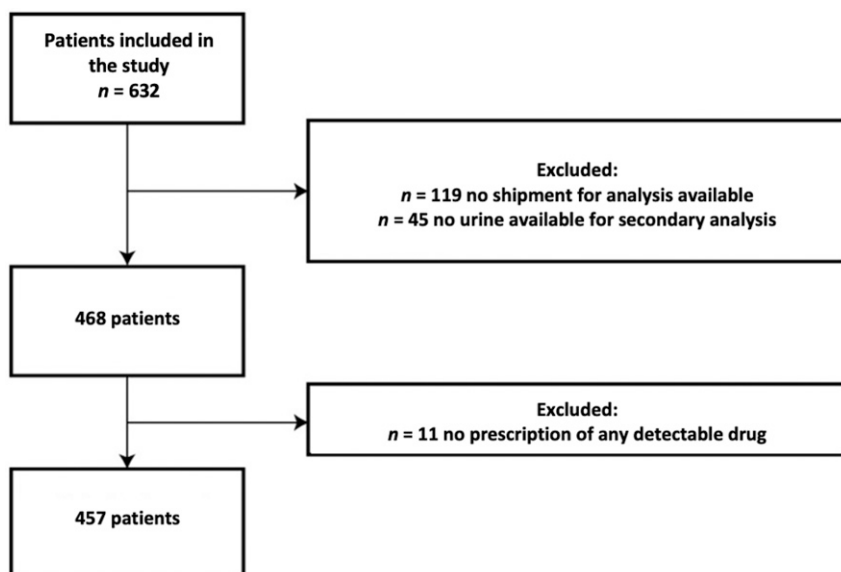 Patients included in
the study
n = 632
Excluded:
n = 119 no shipment for analysis available
n = 45 no urine available for secondary analysis
468 patients
Excluded:
n = 11 no prescription of any detectable drug
457 patients